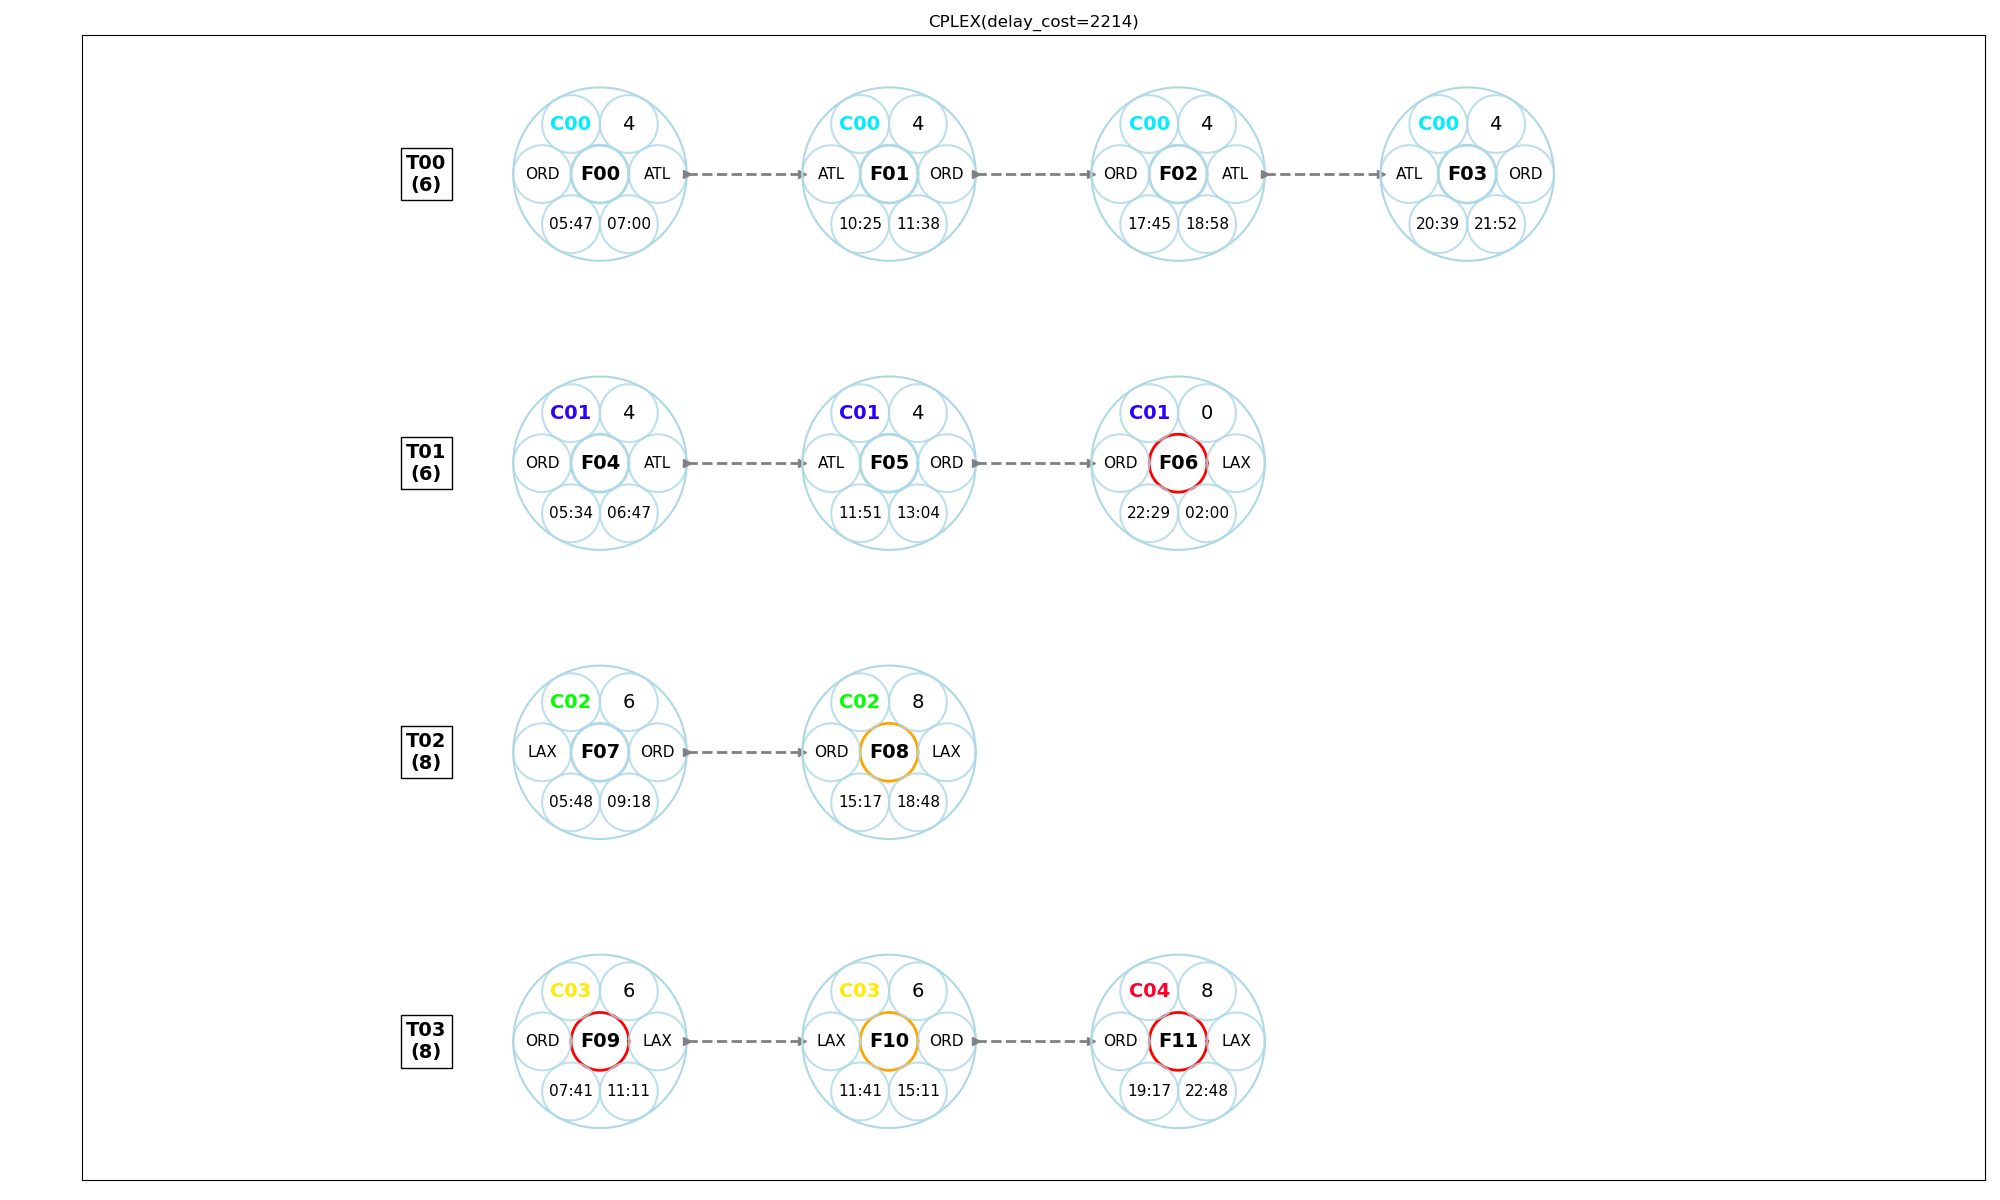 CPLEX(delay_cost=2214)
C00 4 C00 4 C00 4 C00 4
T00
(6)
ORD F00 ATL ATL F01 ORD ORD F02 ATL ATL F03 ORD
05:47 07:00 10:25 11:38 17:45 18:58 20:39 21:52
C01 4 C01 4 C01 0
T01
(6)
ORD F04 ATL ATL F05 ORD ORD F06 LAX
05:34 06:47 11:51 13:04 22:29 02:00
C02 6 C02 8
T02
(8)
LAX F07 ORD ORD F08 LAX
05:48 09:18 15:17 18:48
C03 6 C03 6 C04 8
T03
(8)
ORD F09 LAX LAX F10 ORD ORD F11 LAX
07:41 11:11 11:41 15:11 19:17 22:48